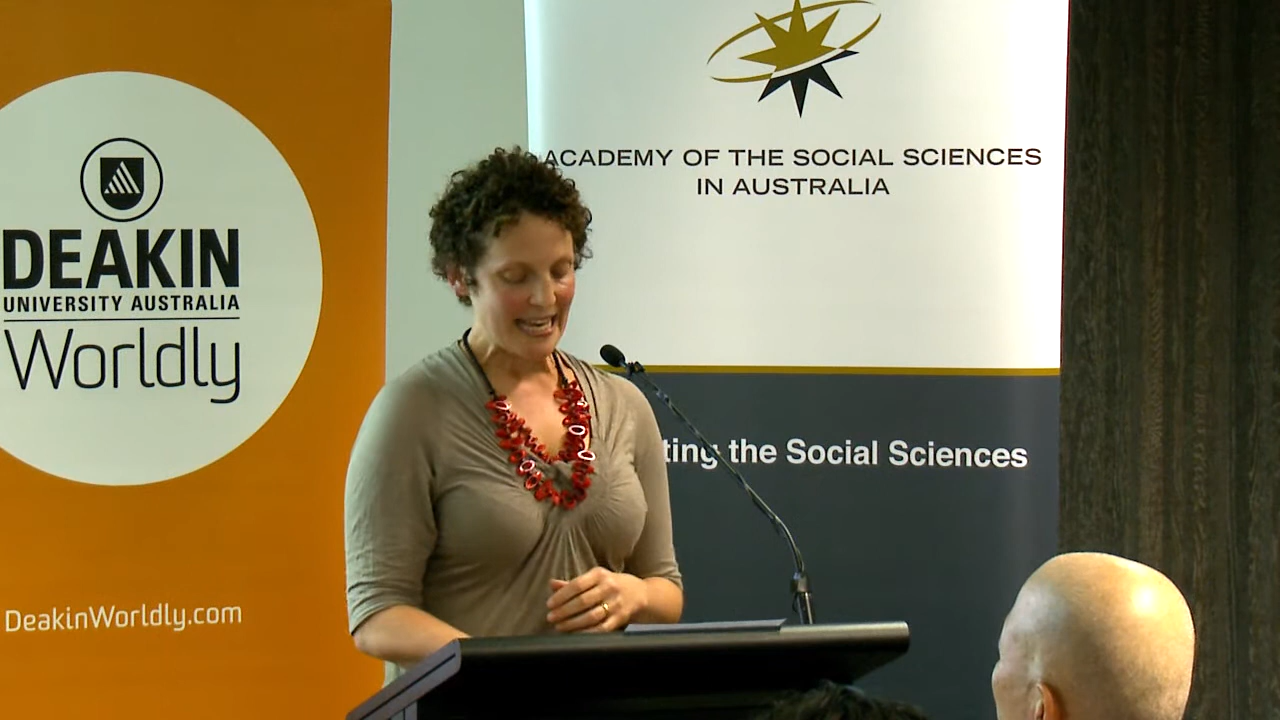 DEAKIN
UNIVERSITY AUSTRALIA
Worldly
DeakinWorldly.com
ACADEMY OF THE SOCIAL SCIENCES
IN AUSTRALIA
the Social Sciences